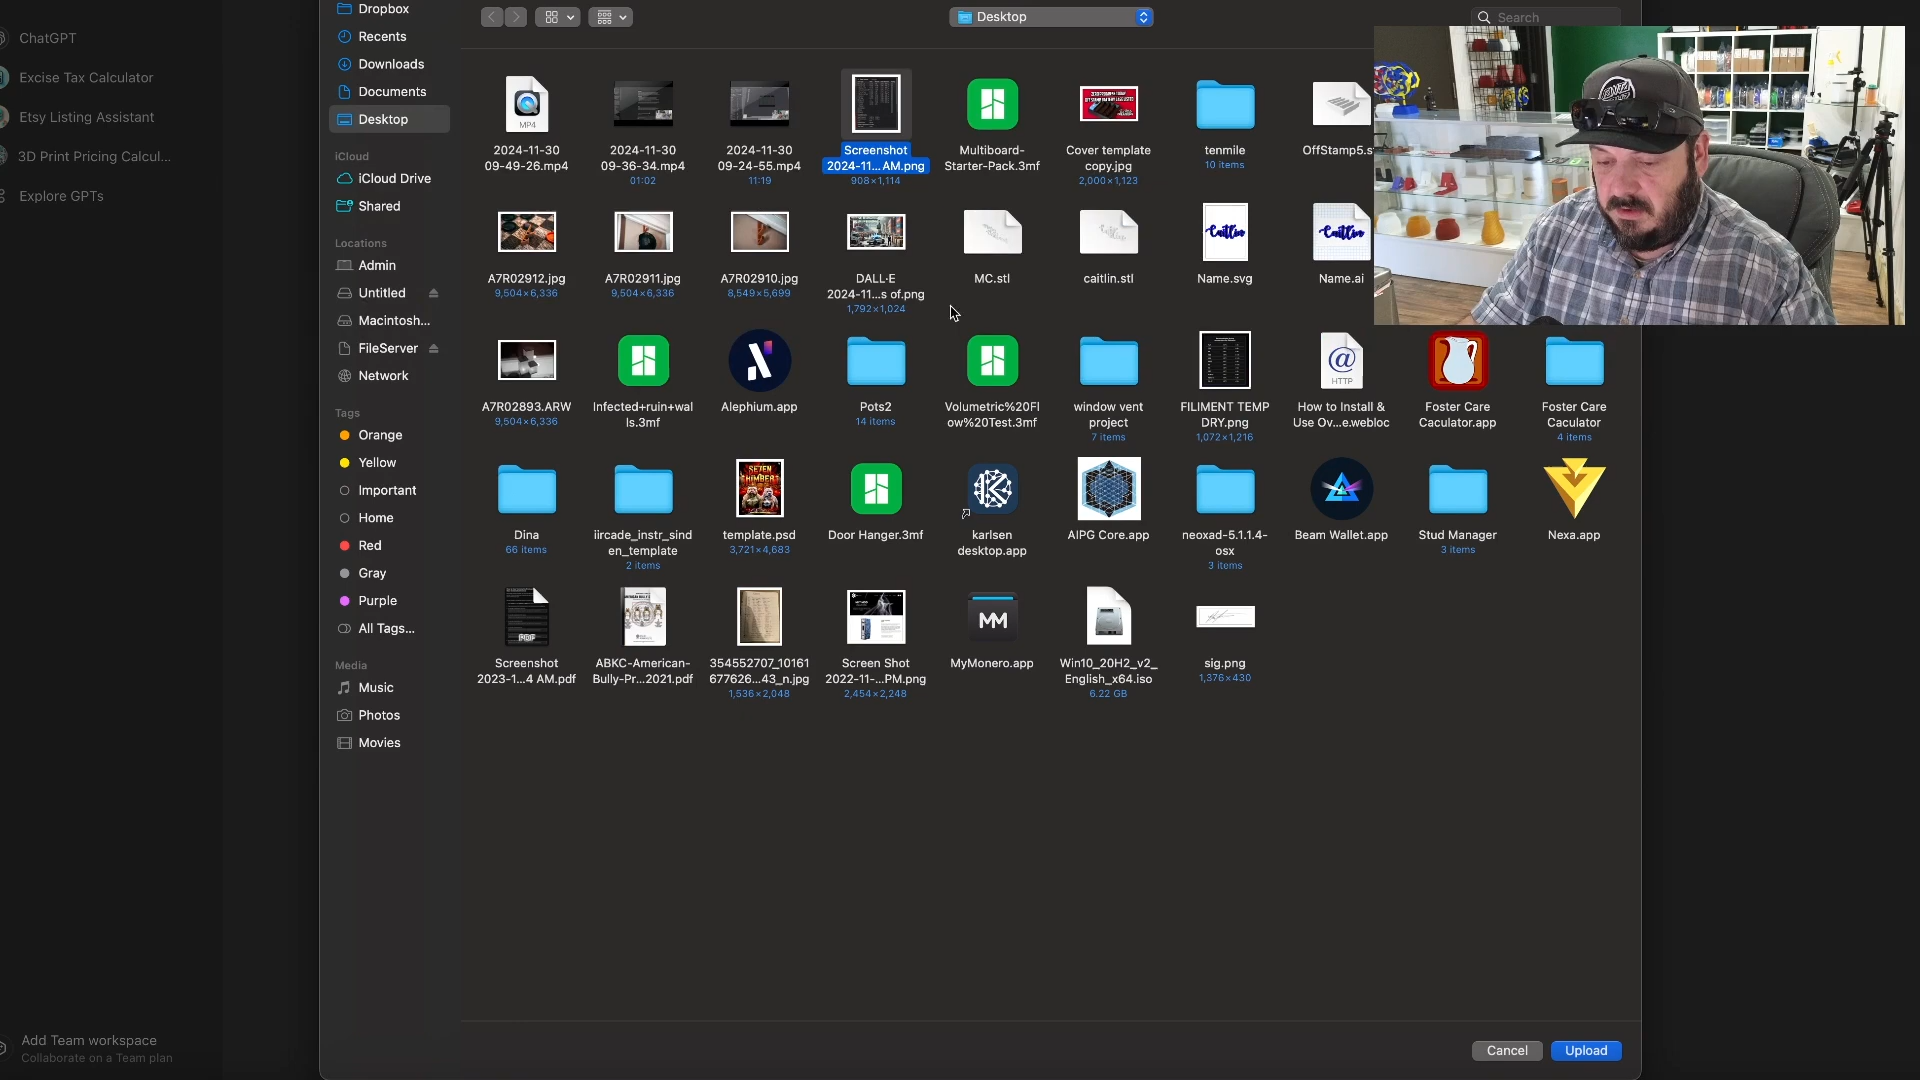 ChatGPT
Excise Tax Calculator
Etsy Listing Assistant
3D Print Pricing Calcul...
Explore GPTs
Add Team workspace
Collaborate on a Team plan
Dropbox
Recents
Downloads
Documents
Desktop
iCloud
iCloud Drive
Shared
Locations
Admin
Untitled
Macintosh...
FileServer
Network
Tags
Orange
Yellow
Important
Home
Red
Gray
Purple
All Tags...
Media
Music
Photos
Movies
Desktop
Search
MP4
2024-11-30
09-49-26.mp4
2024-11-30
09-36-34.mp4
01:02
2024-11-30
09-24-55.mp4
11:19
Screenshot
2024-11...AM.png
908×1,114
Multiboard-
Starter-Pack.3mf
Cover template
copy.jpg
2,000×1,123
tenmile
10 items
OffStamp5.s
A7R02912.jpg
9,504×6,336
A7R02911.jpg
9,504×6,336
A7R02910.jpg
8,549×5,699
DALL·E
2024-11...s of.png
1,792×1,024
MC.stl
caitlin.stl
Caitlin
Name.svg
Caitlin
Name.ai
A7R02893.ARW
9,504×6,336
Infected+ruin+wal
ls.3mf
Alephium.app
Pots2
14 items
Volumetric%20Fl
ow%20Test.3mf
window vent
project
7 items
FILIMENT TEMP
DRY.png
1,072×1,216
@
HTTP
How to Install &
Use Ov...e.webloc
Foster Care
Caculator.app
Foster Care
Caculator
4 items
Dina
66 items
iircade_instr_sind
en_template
2 items
template.psd
3,721×4,683
Door Hanger.3mf
karlsen
desktop.app
AIPG Core.app
neoxad-5.1.1.4-
osx
3 items
Beam Wallet.app
Stud Manager
3 items
Nexa.app
PDF
Screenshot
2023-1...4 AM.pdf
ABKC-American-
Bully-Pr...2021.pdf
354552707_10161
677626...43_n.jpg
1,536×2,048
Screen Shot
2022-11-...PM.png
2,454×2,248
MyMonero.app
Win10_20H2_v2_
English_x64.iso
6.22 GB
sig.png
1,376×430
Cancel
Upload